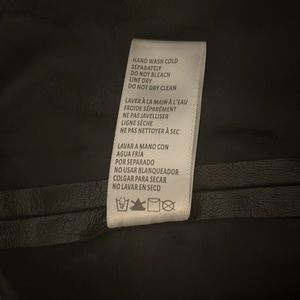 HAND WASH COLD
SEPARATELY
DO NOT BLEACH
LINE DRY
DO NOT DRY CLEAN
LAVER À LA MAIN À L'EAU
FROIDE SÉPARÉMENT
NE PAS JAVELLISER
LIGNE SÈCHE
NE PAS NETTOYER À SEC
LAVAR A MANO CON
AGUA FRÍA
POR SEPARADO
NO USAR BLANQUEADOR
COLGAR PARA SECAR
NO LAVAR EN SECO